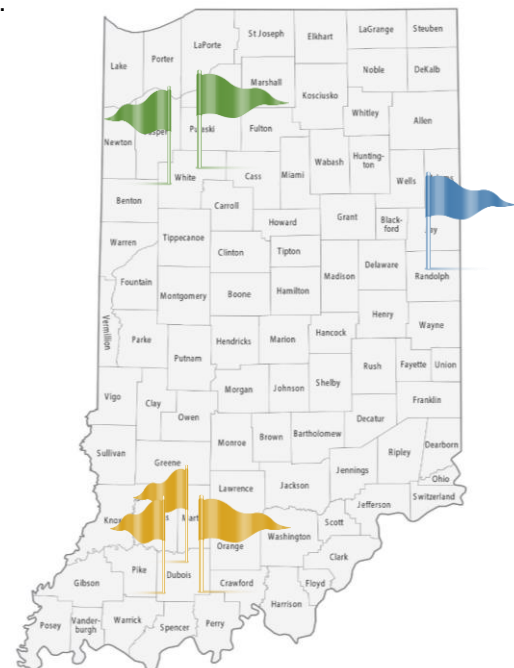 St Joseph
LaGrange
Steuben
Elkhart
LaPorte
Porter
Lake
Noble
DeKalb
Marshall
Kosciusko
Whitley
Allen
Newton
Fulton
Wabash
Hunting-
ton
White
Cass
Miami
Wells
Benton
Carroll
Grant
Black-
ford
Howard
Warren
Tippecanoe
Clinton
Tipton
Madison
Delaware
Randolph
Fountain
Montgomery
Boone
Hamilton
Henry
Wayne
Vermillion
Parke
Hendricks
Marion
Hancock
Putnam
Rush
Fayette
Union
Morgan
Johnson
Shelby
Vigo
Clay
Franklin
Owen
Decatur
Monroe
Brown
Bartholomew
Dearborn
Ripley
Sullivan
Greene
Jennings
Ohio
Lawrence
Jackson
Switzerland
Jefferson
Scott
Washington
Orange
Clark
Pike
Dubois
Gibson
Crawford
Floyd
Harrison
Posey
Vander-
burgh
Warrick
Spencer
Perry